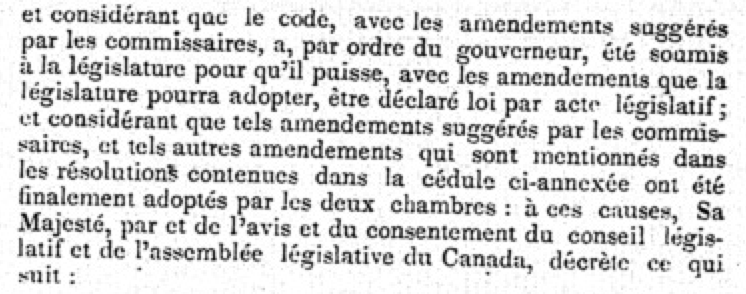 et considérant que le code, avec les amendements suggérés
par les commissaires, a, par ordre du gouverneur, été soumis
à la législature pour qu'il puisse, avec les amendements que la
législature pourra adopter, être déclaré loi par acte législatif;
et considérant que tels amendements suggérés par les commis-
saires, et tels autres amendements qui sont mentionnés dans
les résolutions contenues dans la cédule ci-annexée ont été
finalement adoptés par les deux chambres : à ces causes, Sa
Majesté, par et de l'avis et du consentement du conseil légis-
latif et de l'assemblée législative du Canada, décrète ce qui
suit :